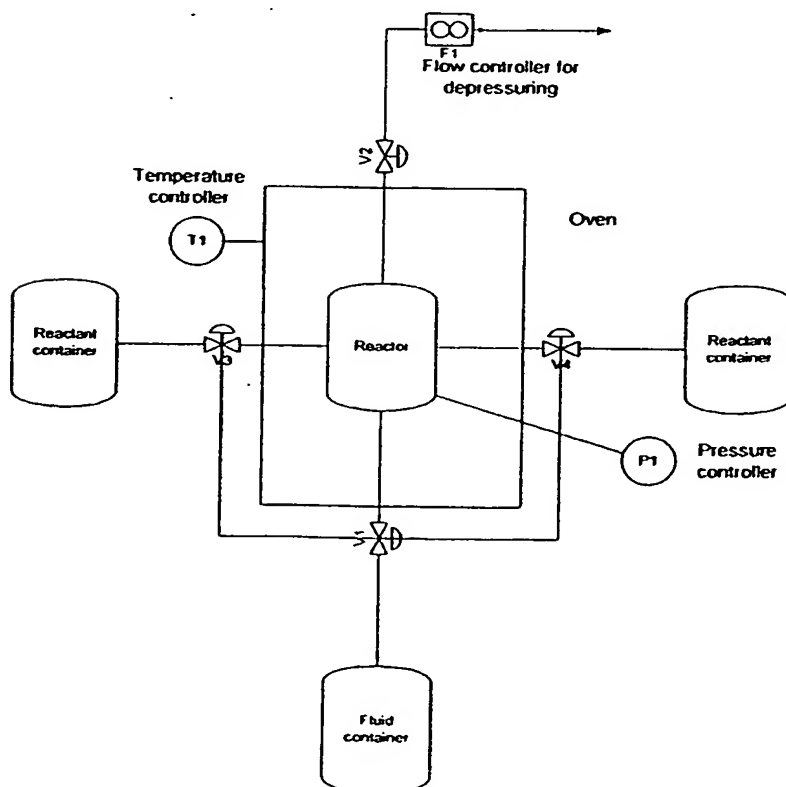 F1
Flow controller for
depressuring
V2
Temperature
controller
T1
Oven
Reactant
container
V3
Reactor
V4
Reactant
container
P1
Pressure
controller
V1
Fluid
container